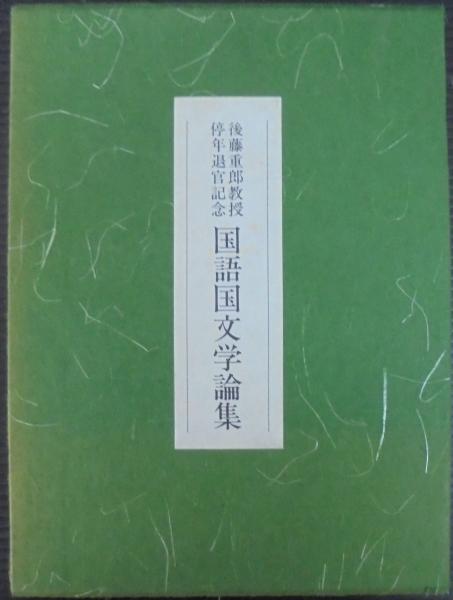 後藤重郎教授
停年退官記念
国語国文学論集